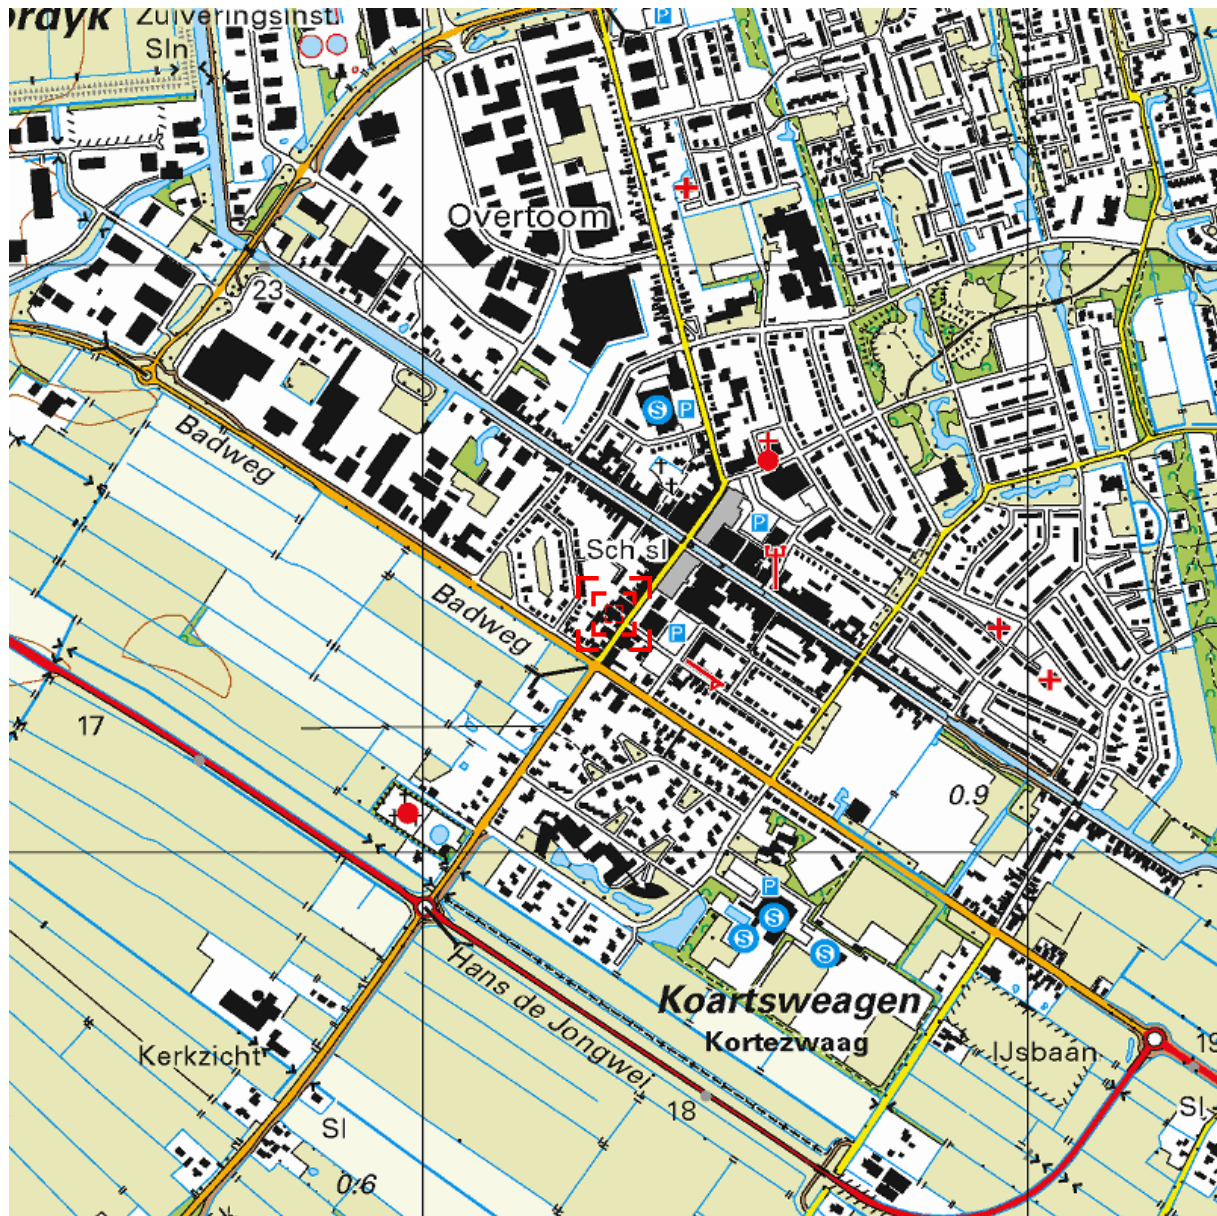 ordyk
Zuiveringsinst.
Sln
P
Overtoom
23
S
P
Badweg
P
Sch sl
Badweg
P
17
0.9
P
S
S
S
Hans de Jongwei
Koartsweagen
Kortezwaag
Kerkzicht
IJsbaan
19
18
Sl
Sl
0.6